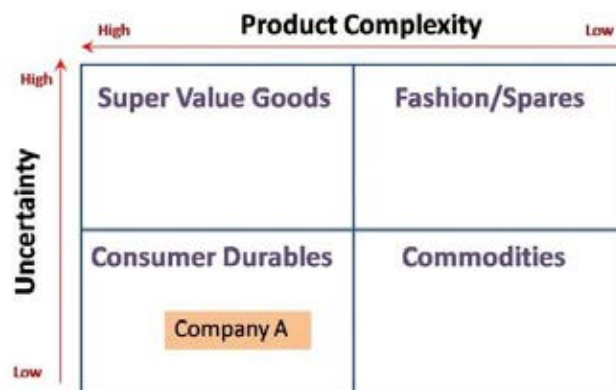 Product Complexity
High
Low
High
Uncertainty
Low
Super Value Goods
Fashion/Spares
Consumer Durables
Commodities
Company A